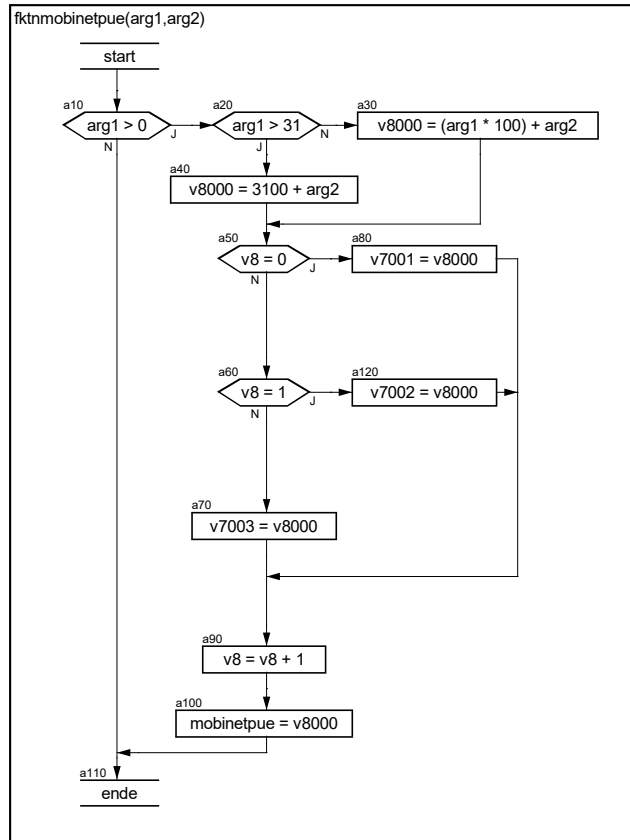 fktnmobinetpue(arg1,arg2)
start
a10
arg1 > 0
J
N
a20
arg1 > 31
N
J
a30
v8000 = (arg1 * 100) + arg2
a40
v8000 = 3100 + arg2
a50
v8 = 0
J
N
a80
v7001 = v8000
a60
v8 = 1
J
N
a120
v7002 = v8000
a70
v7003 = v8000
a90
v8 = v8 + 1
a100
mobinetpue = v8000
a110
ende